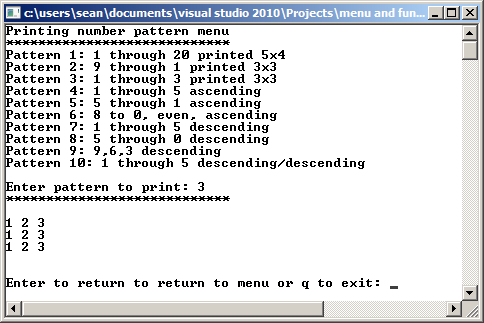 c:\users\sean\documents\visual studio 2010\Projects\menu and fun...
Printing number pattern menu
****************************
Pattern 1: 1 through 20 printed 5x4
Pattern 2: 9 through 1 printed 3x3
Pattern 3: 1 through 3 printed 3x3
Pattern 4: 1 through 5 ascending
Pattern 5: 5 through 1 ascending
Pattern 6: 8 to 0, even, ascending
Pattern 7: 1 through 5 descending
Pattern 8: 5 through 0 descending
Pattern 9: 9,6,3 descending
Pattern 10: 1 through 5 descending/descending
Enter pattern to print: 3
****************************
1 2 3
1 2 3
1 2 3
Enter to return to return to menu or q to exit: _